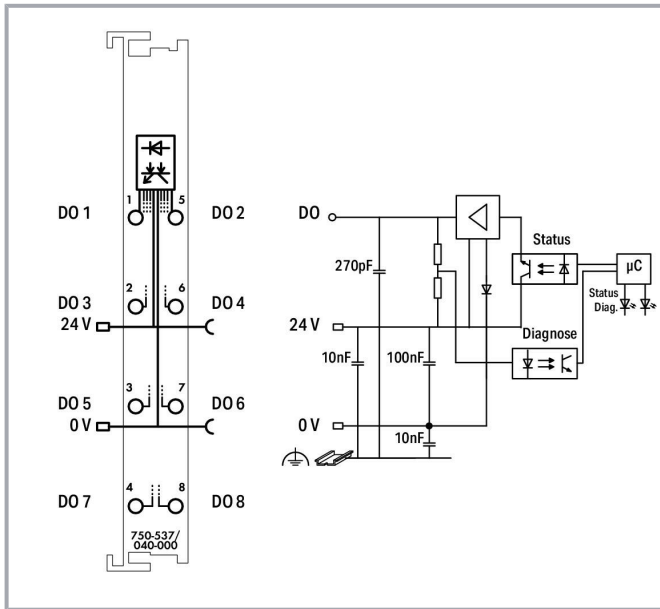 1 5
DO 1 DO 2
2 6
DO 3 DO 4
24 V
3 7
DO 5 DO 6
0 V
4 8
DO 7 DO 8
750-537/
040-000
DO
270pF
Status
µC
Status
Diag.
24 V
Diagnose
10nF 100nF
0 V
10nF